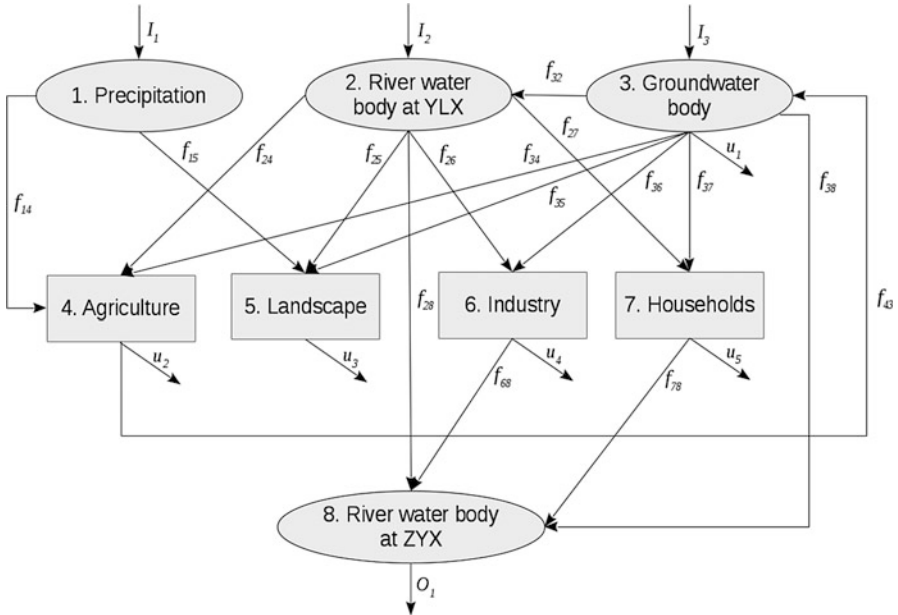 I1
I2
I3
1. Precipitation
2. River water
body at YLX
f32
3. Groundwater
body
f27
f15
f24
f25
f26
f34
u1
f35
f36
f37
f38
f14
4. Agriculture
5. Landscape
6. Industry
7. Households
f28
f43
u2
u3
u4
u5
f68
f78
8. River water body
at ZYX
O1